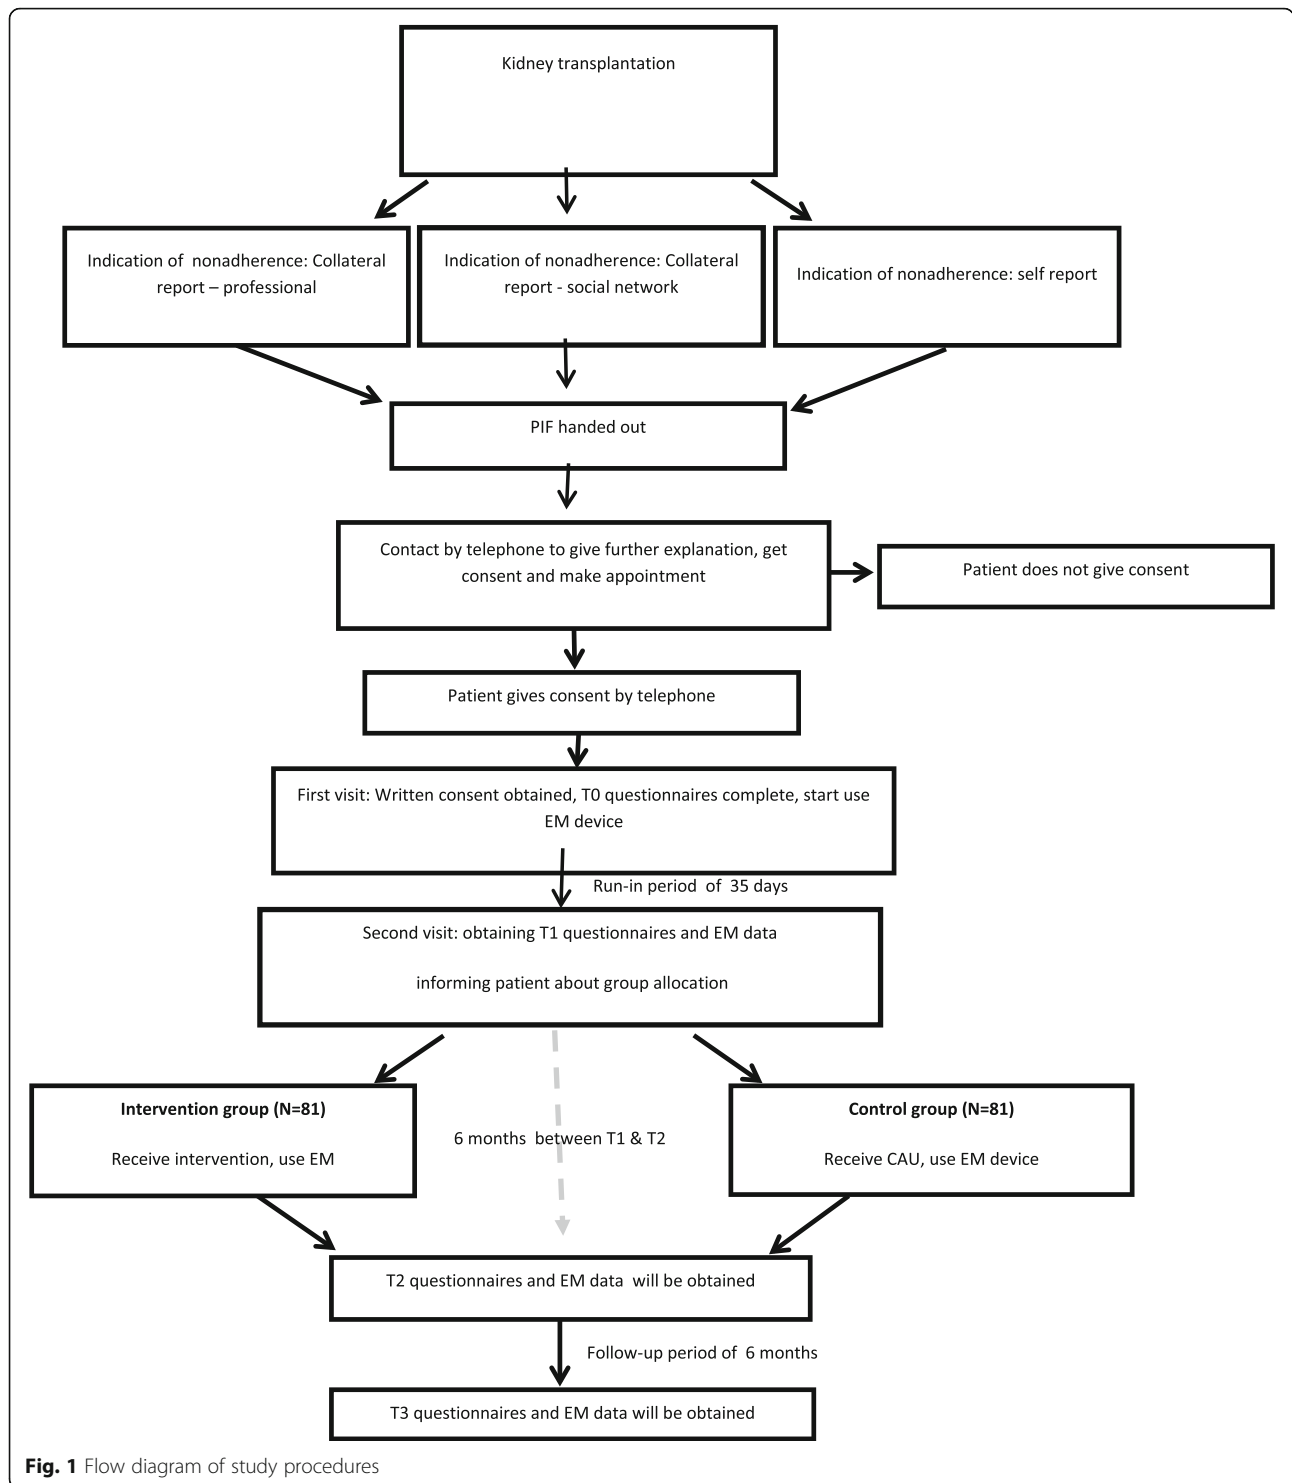 Kidney transplantation
Indication of nonadherence: Collateral
report – professional
Indication of nonadherence: Collateral
report - social network
Indication of nonadherence: self report
PIF handed out
Contact by telephone to give further explanation, get
consent and make appointment
Patient does not give consent
Patient gives consent by telephone
First visit: Written consent obtained, T0 questionnaires complete, start use
EM device
Run-in period of 35 days
Second visit: obtaining T1 questionnaires and EM data
informing patient about group allocation
Intervention group (N=81)
Receive intervention, use EM
6 months between T1 & T2
Control group (N=81)
Receive CAU, use EM device
T2 questionnaires and EM data will be obtained
Follow-up period of 6 months
T3 questionnaires and EM data will be obtained
Fig. 1 Flow diagram of study procedures